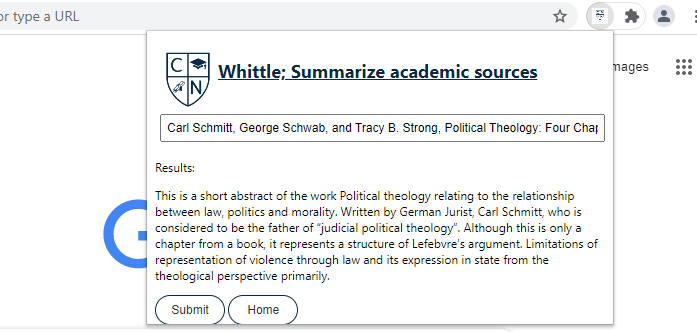 or type a URL
C
N
Whittle; Summarize academic sources
mages
Carl Schmitt, George Schwab, and Tracy B. Strong, Political Theology: Four Chap
Results:
This is a short abstract of the work Political theology relating to the relationship
between law, politics and morality. Written by German Jurist, Carl Schmitt, who is
considered to be the father of “judicial political theology”. Although this is only a
chapter from a book, it represents a structure of Lefebvre’s argument. Limitations of
representation of violence through law and its expression in state from the
theological perspective primarily.
G
Submit
Home